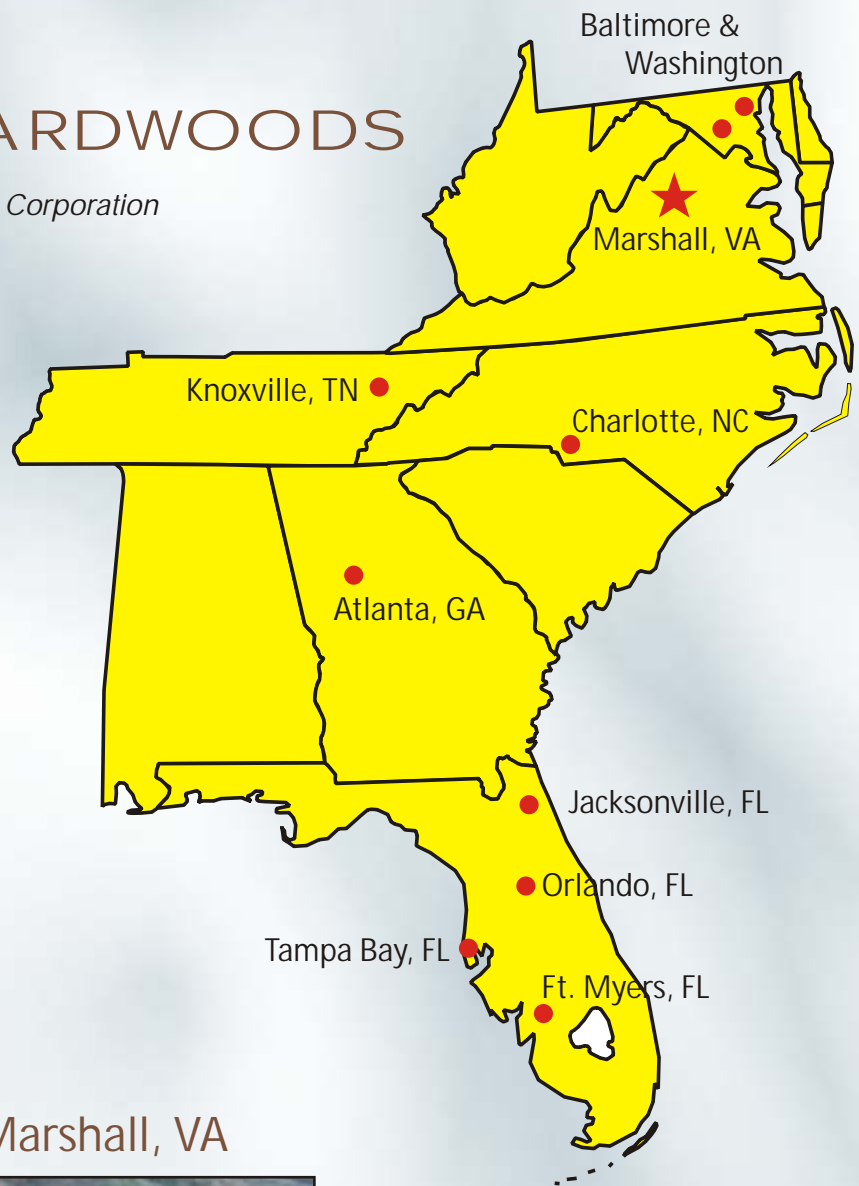 Baltimore &
Washington
ARDWOODS
Corporation
Marshall, VA
Knoxville, TN
Charlotte, NC
Atlanta, GA
Jacksonville, FL
Orlando, FL
Tampa Bay, FL
Ft. Myers, FL
Marshall, VA